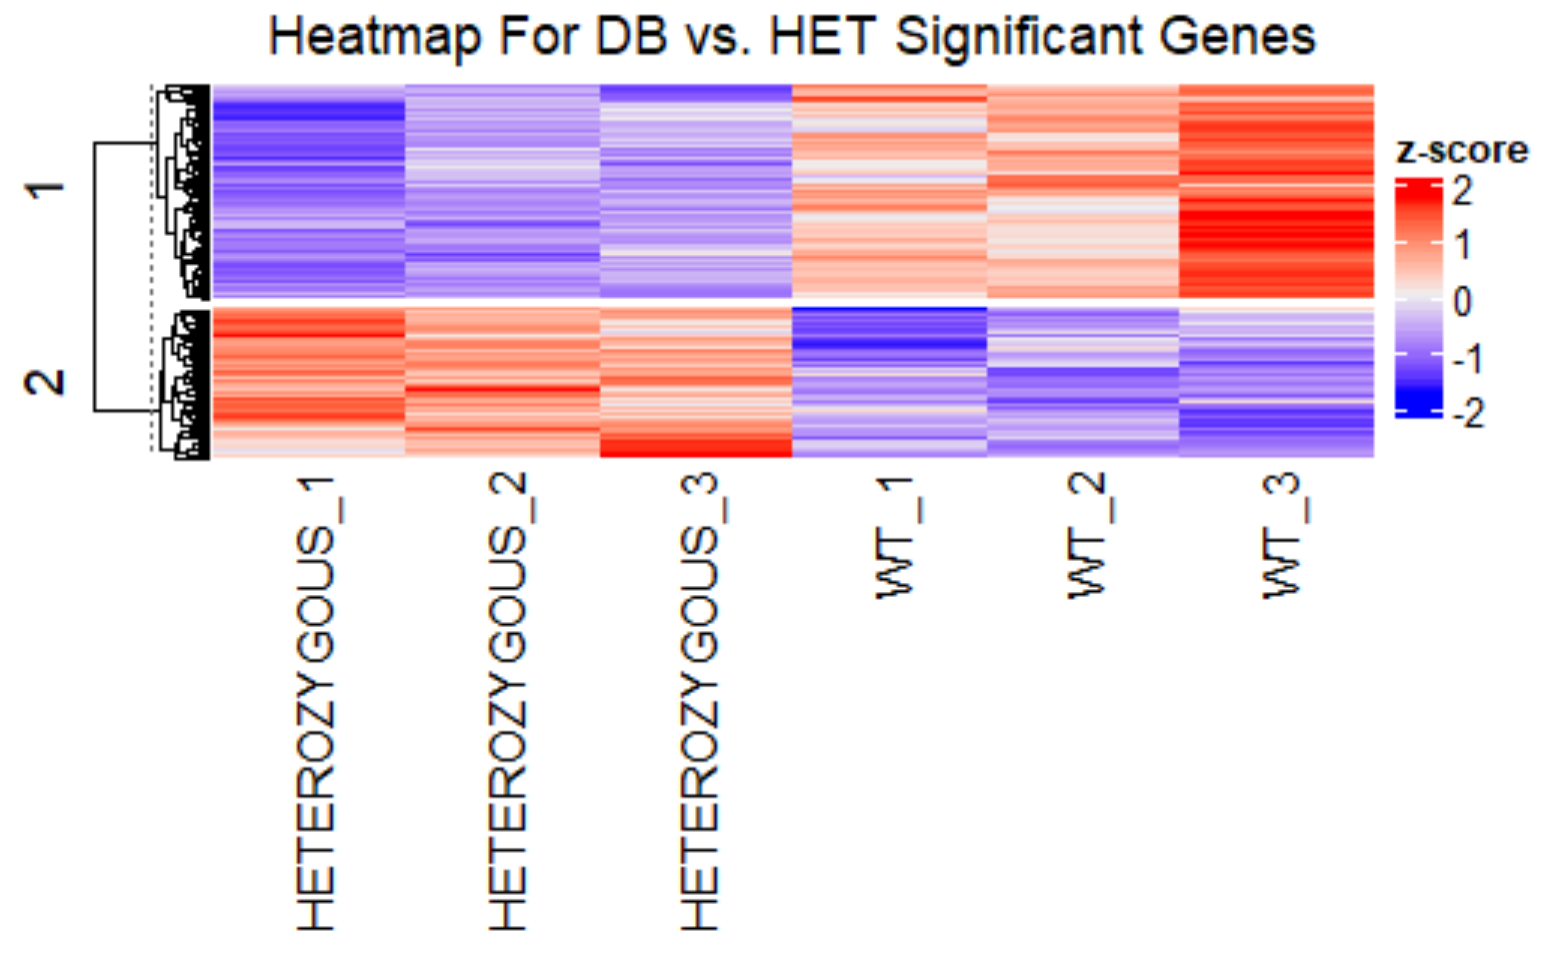 Heatmap For DB vs. HET Significant Genes
1
2
z-score
2
1
0
-1
-2
HETEROZYGOUS_1
HETEROZYGOUS_2
HETEROZYGOUS_3
WT_1
WT_2
WT_3